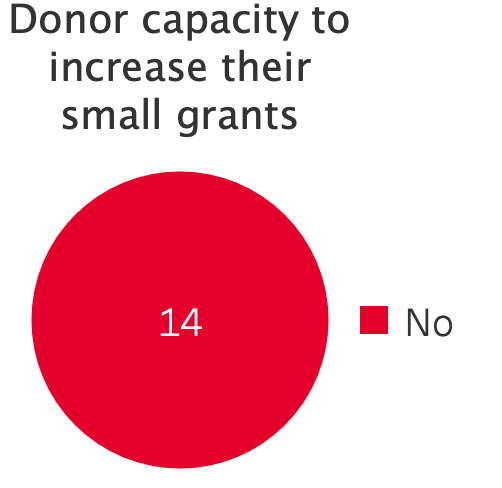 Donor capacity to
increase their
small grants
14
No